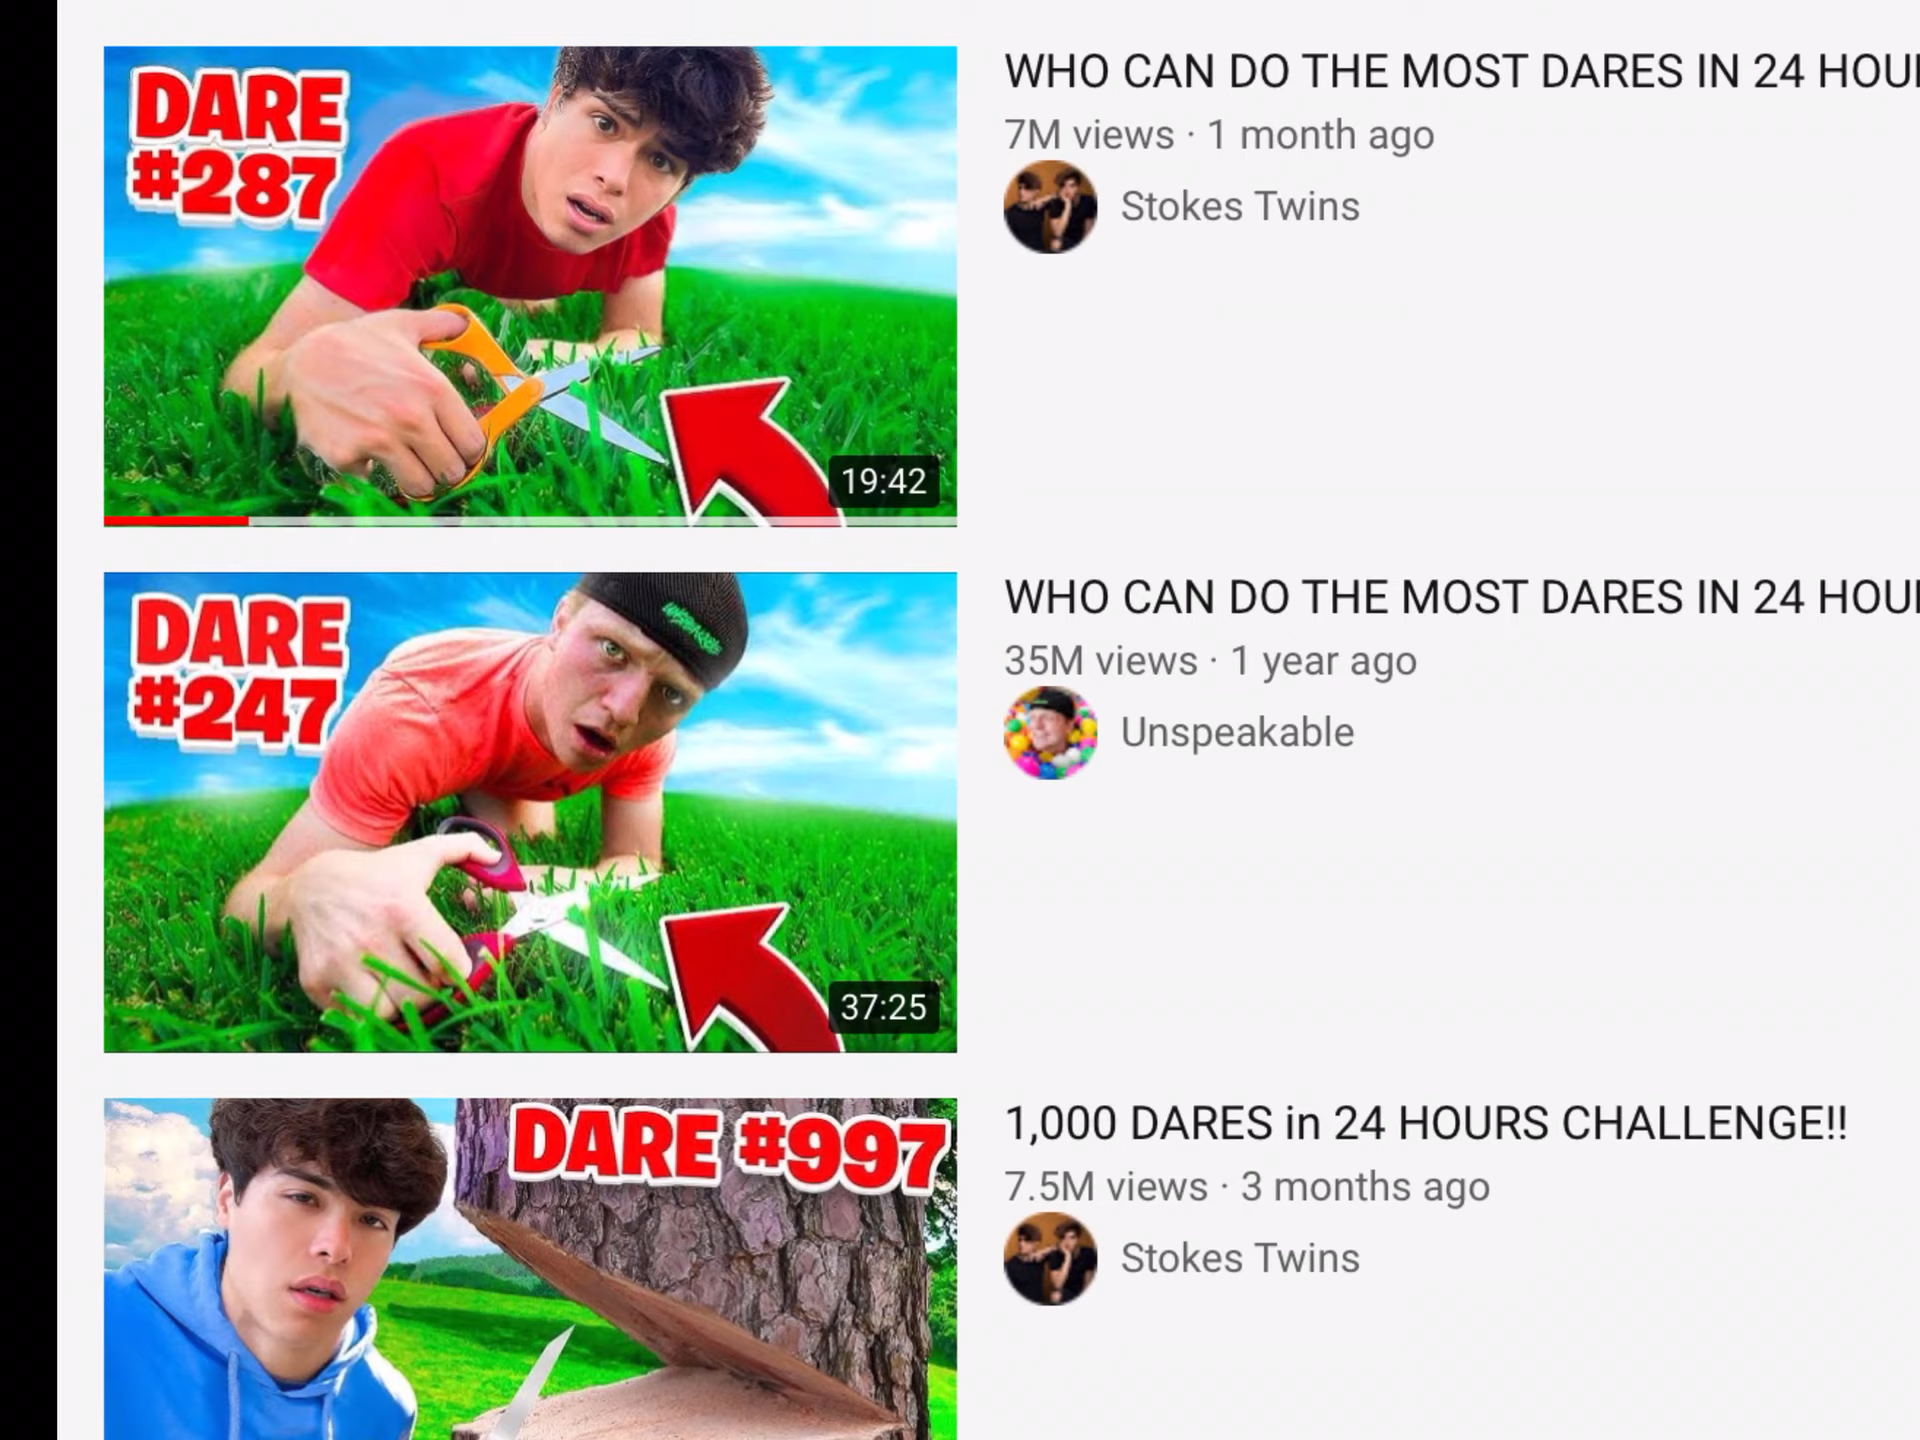 DARE
#287
19:42
WHO CAN DO THE MOST DARES IN 24 HOU
7M views · 1 month ago
Stokes Twins
DARE
#247
37:25
WHO CAN DO THE MOST DARES IN 24 HOU
35M views · 1 year ago
Unspeakable
DARE #997
1,000 DARES in 24 HOURS CHALLENGE!!
7.5M views · 3 months ago
Stokes Twins